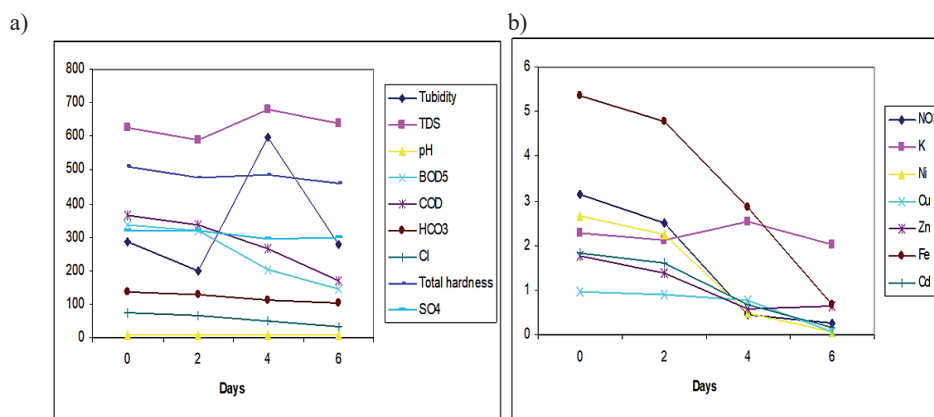 a)
800
700
600
500
400
300
200
100
0
0 2 4 6
Days
Tubidity
TDS
pH
BOD5
COD
HCO3
Cl
Total hardness
SO4
b)
6
5
4
3
2
1
0
0 2 4 6
Days
K
Ni
Cu
Zn
Fe
Cd